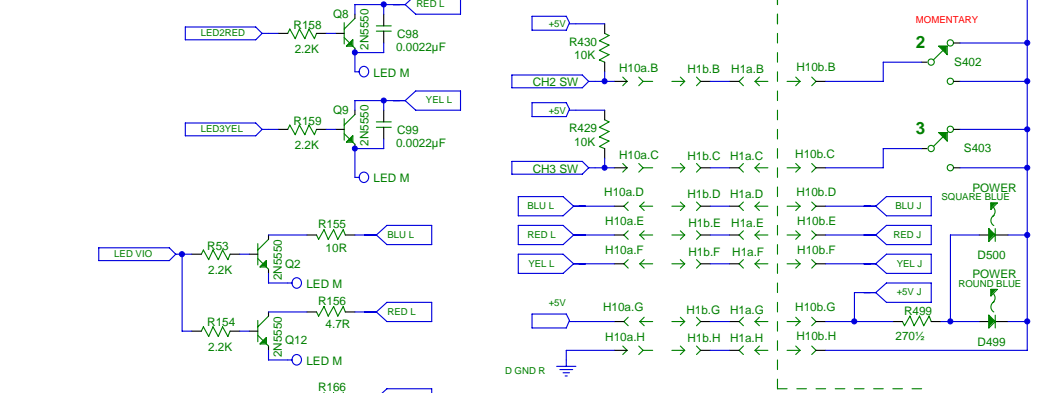 RED L
Q8
2N5550
LED2RED
R158
2.2K
C98
0.0022µF
LED M
Q9
2N5550
YEL L
LED3YEL
R159
2.2K
C99
0.0022µF
LED M
R155
10R
BLU L
LED VIO
R53
2.2K
2N5550
Q2
LED M
R156
4.7R
RED L
R154
2.2K
2N5550
Q12
LED M
R166
+5V
R430
10K
CH2 SW
H10a.B
H1b.B
H1a.B
H10b.B
MOMENTARY
2
S402
+5V
R429
10K
CH3 SW
H10a.C
H1b.C
H1a.C
H10b.C
3
S403
BLU L
H10a.D
H1b.D
H1a.D
H10b.D
BLU J
RED L
H10a.E
H1b.E
H1a.E
H10b.E
RED J
YEL L
H10a.F
H1b.F
H1a.F
H10b.F
YEL J
POWER
SQUARE BLUE
D500
POWER
ROUND BLUE
D499
+5V J
+5V
H10a.G
H1b.G
H1a.G
H10b.G
R499
270½
H10a.H
H1b.H
H1a.H
H10b.H
D GND R